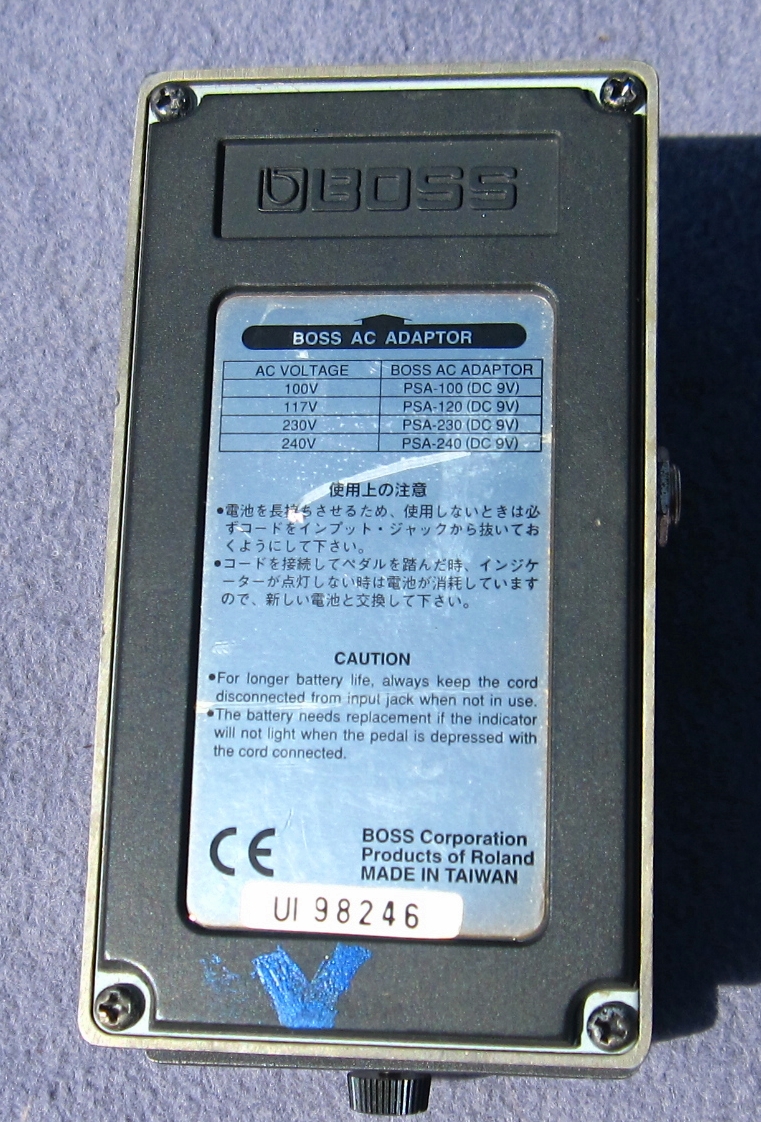 BOSS
BOSS AC ADAPTOR
AC VOLTAGE BOSS AC ADAPTOR
100V PSA-100 (DC 9V)
117V PSA-120 (DC 9V)
230V PSA-230 (DC 9V)
240V PSA-240 (DC 9V)
使用上の注意
●電池を長持ちさせるため、使用しないときは必
ずコードをインプット・ジャックから抜いてお
くようにして下さい。
●コードを接続してペダルを踏んだ時、インジケ
ーターが点灯しない時は電池が消耗しています
ので、新しい電池と交換して下さい。
CAUTION
●For longer battery life, always keep the cord
disconnected from input jack when not in use.
●The battery needs replacement if the indicator
will not light when the pedal is depressed with
the cord connected.
CE
BOSS Corporation
Products of Roland
MADE IN TAIWAN
UI 98246
V